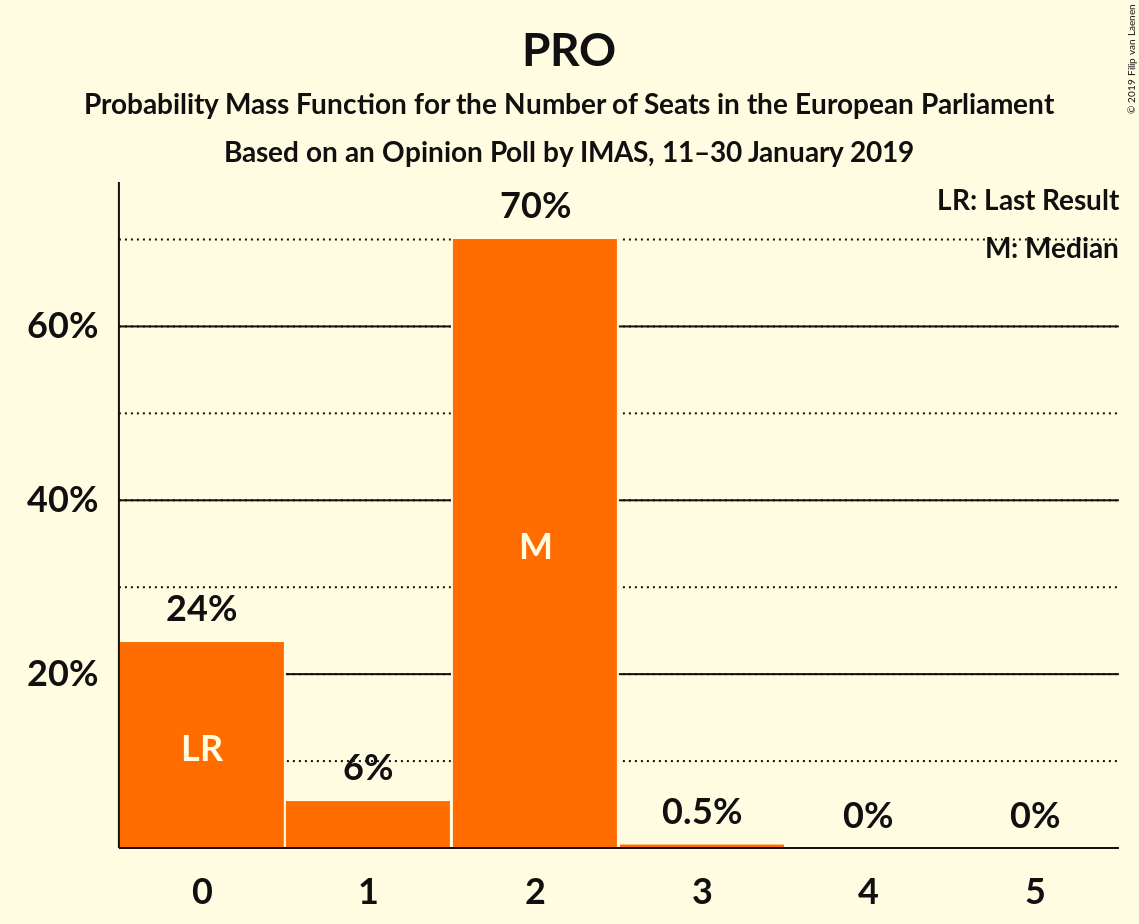 PRO
Probability Mass Function for the Number of Seats in the European Parliament
Based on an Opinion Poll by IMAS, 11–30 January 2019
© 2019 Filip van Laenen
LR: Last Result
M: Median
70%
60%
40%
M
24%
20%
LR
6%
0.5%
0%
0%
0
1
2
3
4
5